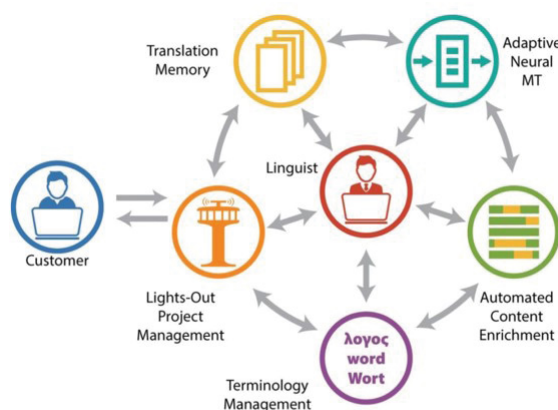 Translation
Memory
Adaptive
Neural
MT
Linguist
Customer
Lights-Out
Project
Management
Automated
Content
Enrichment
λογος
word
Wort
Terminology
Management